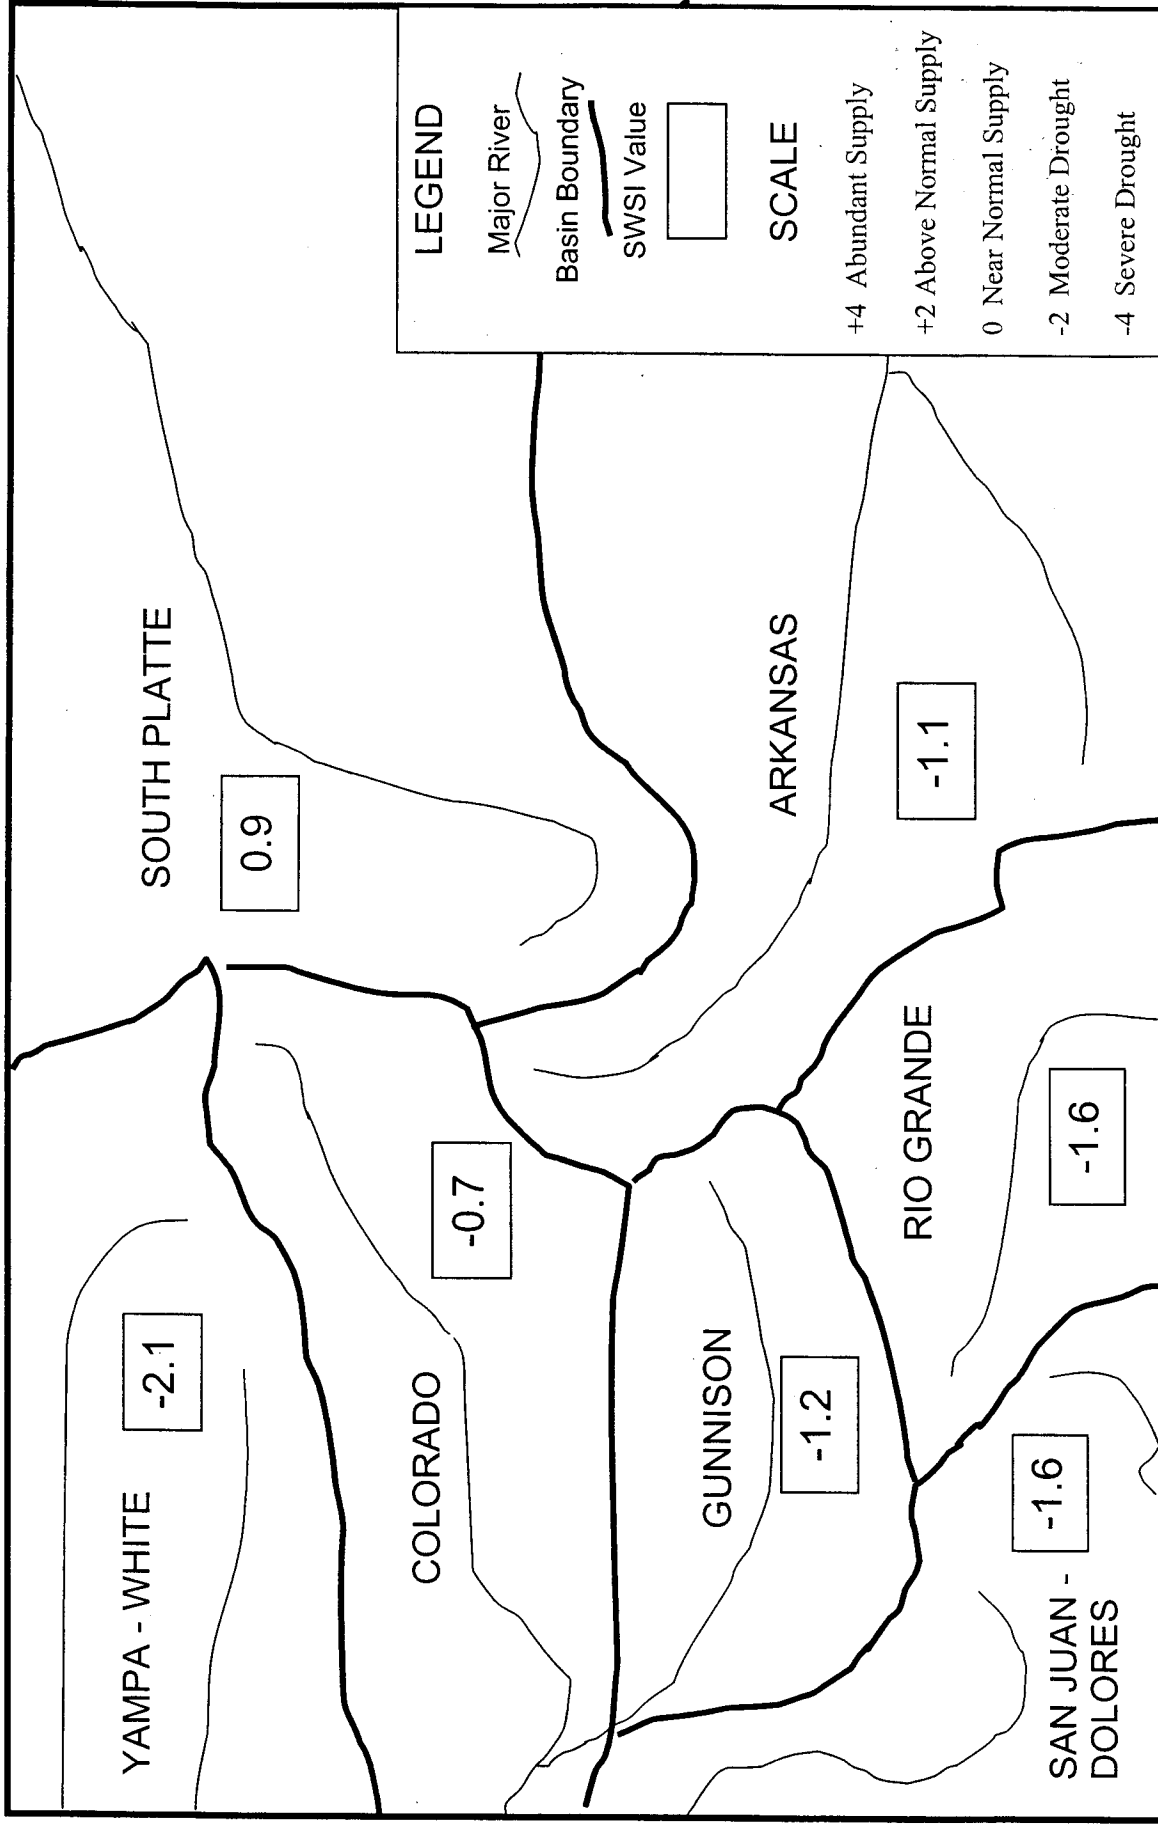 YAMPA - WHITE
-2.1
SOUTH PLATTE
0.9
COLORADO
-0.7
GUNNISON
-1.2
ARKANSAS
-1.1
RIO GRANDE
-1.6
SAN JUAN -
DOLORES
-1.6
LEGEND
Major River
Basin Boundary
SWSI Value
SCALE
+4 Abundant Supply
+2 Above Normal Supply
0 Near Normal Supply
-2 Moderate Drought
-4 Severe Drought